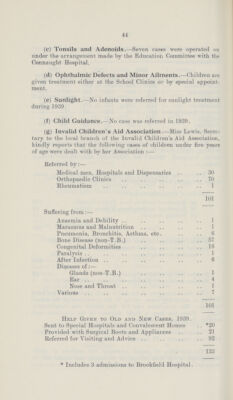 44
(c) Tonsils and Adenoids.—Seven cases were operated on
under the arrangement made by the Education Committee with the
Connaught Hospital.
(d) Ophthalmic Defects and Minor Ailments.—Children are
given treatment either at the School Clinics or by special appoint-
ment.
(e) Sunlight.—No infants were referred for sunlight treatment
during 1939.
(f) Child Guidance.—No case was referred in 1939.
(g) Invalid Children's Aid Association.—Miss Lewis, Secre-
tary to the local branch of the Invalid Children's Aid Association,
kindly reports that the following cases of children under five years
of age were dealt with by her Association :—
Referred by :—
Medical men, Hospitals and Dispensaries .. .. 30
Orthopaedic Clinics .. .. .. .. 70
Rheumatism .. .. .. .. 1
101
Suffering from :—
Anaemia and Debility .. .. .. .. 1
Marasmus and Malnutrition .. .. .. 1
Pneumonia, Bronchitis, Asthma, etc. .. .. 6
Bone Disease (non-T.B.) .. .. .. 57
Congenital Deformities .. .. .. ..
Paralysis .. .. .. .. 1
After Infection .. .. .. .. 6
Diseases of :—
Glands (non-T.B.) .. .. .. 1
Ear .. .. .. .. 4
Nose and Throat .. .. .. 1
Various .. .. .. .. 7
101
Help Given to Old and New Cases, 1939.
Sent to Special Hospitals and Convalescent Homes .. *20
Provided with Surgical Boots and Appliances .. .. 21
Referred for Visiting and Advice .. .. .. 92
133
* Includes 3 admissions to Brookfield Hospital.